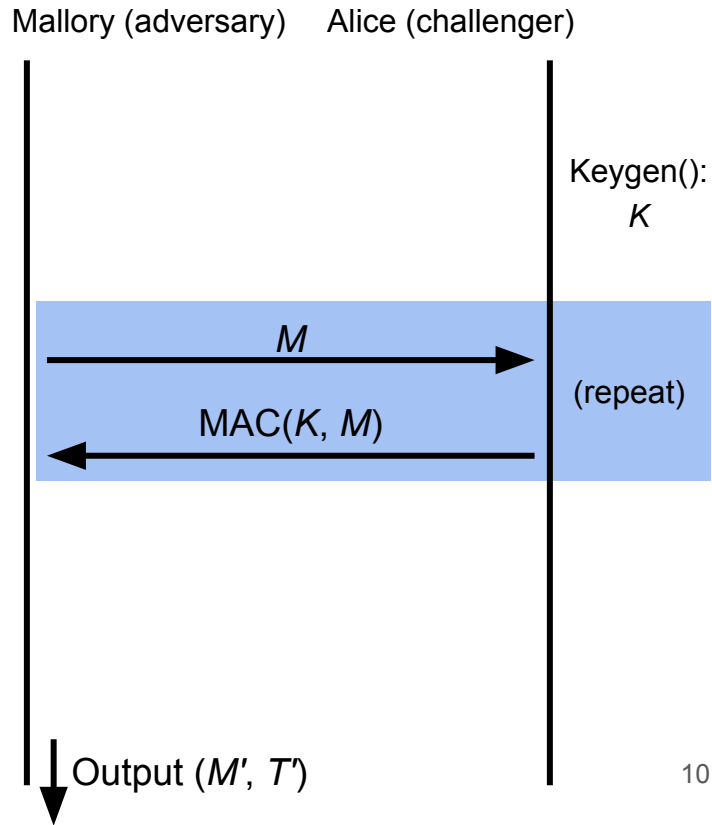 Mallory (adversary) Alice (challenger)
Keygen():
K
M
(repeat)
MAC(K, M)
Output (M', T')
10